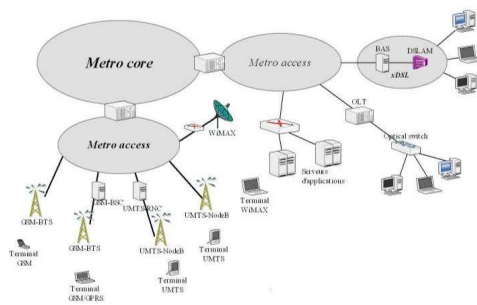 Metro core
Metro access
BAS
DSLAM
xDSL
OLT
Metro access
WiMAX
Optical switch
Serveurs
d'applications
Terminal
WiMAX
GSM-BTS
GSM-BSC
UMTS-RNC
UMTS-NodeB
GSM-BTS
UMTS-NodeB
Terminal
GSM
Terminal
UMTS
Terminal
GSM/GPRS
Terminal
UMTS